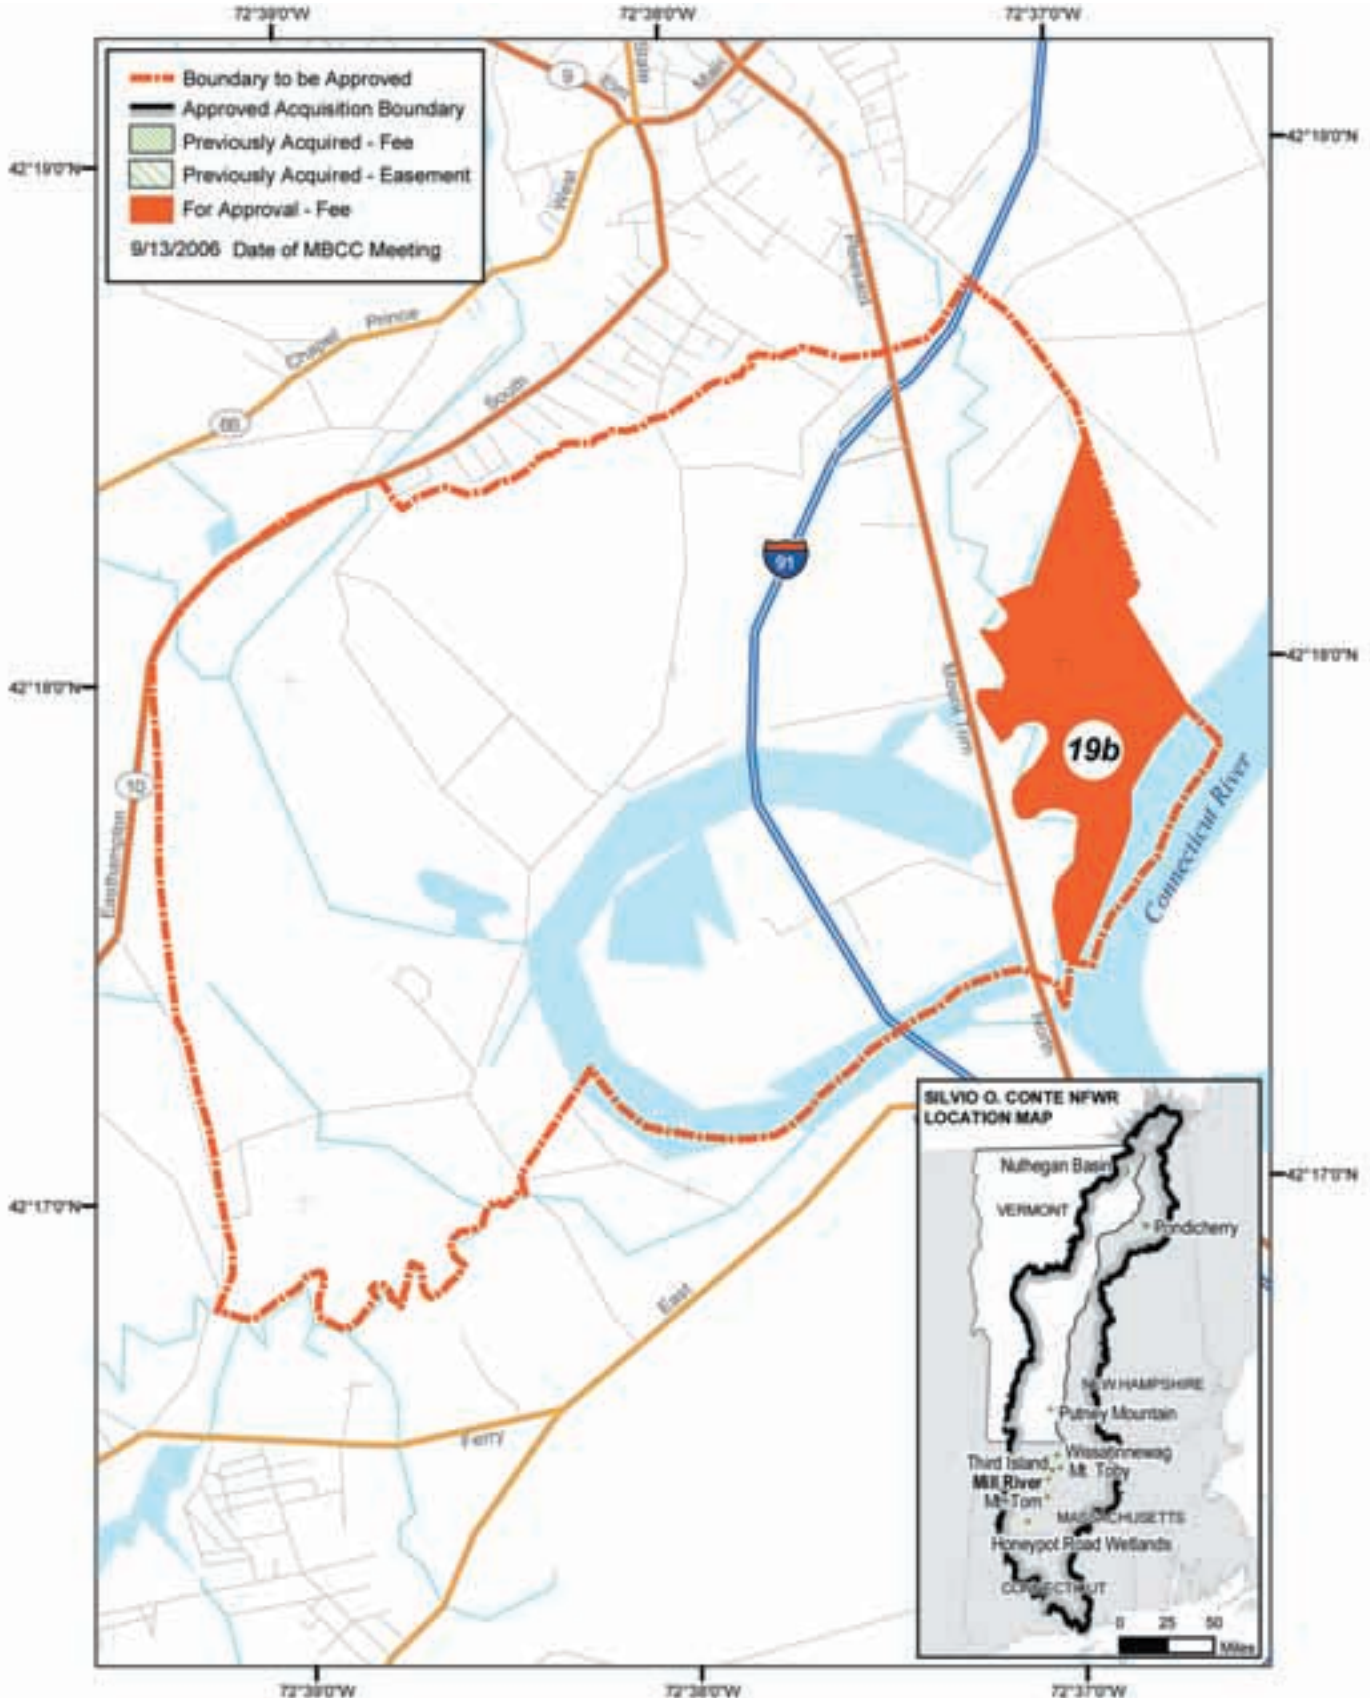 72°39'0"W
72°38'0"W
72°37'0"W
Boundary to be Approved
Approved Acquisition Boundary
Previously Acquired - Fee
Previously Acquired - Easement
For Approval - Fee
9/13/2006 Date of MBCC Meeting
9
Elm
State
Main
42°19'0"N
42°19'0"N
West
Pleasant
Prince
Chapel
South
66
91
42°18'0"N
42°18'0"N
Mount Tom
19b
10
Easthampton
Connecticut River
North
SILVIO O. CONTE NFWR
LOCATION MAP
Nulhegan Basin
VERMONT
Pondicherry
42°17'0"N
42°17'0"N
East
NEW HAMPSHIRE
Putney Mountain
Ferry
Wissatinnewag
Third Island
Mt. Toby
Mill River
Mt. Tom
MASSACHUSETTS
Honeypot Road Wetlands
CONNECTICUT
0 25 50
Miles
72°39'0"W
72°38'0"W
72°37'0"W